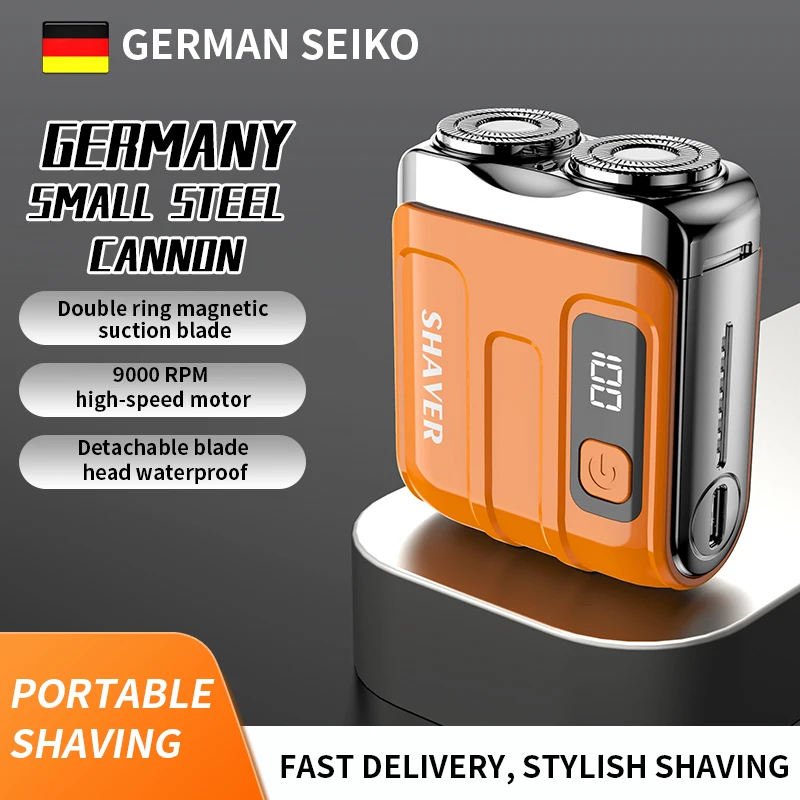 GERMAN SEIKO
GERMANY
SMALL STEEL
CANNON
Double ring magnetic
suction blade
9000 RPM
high-speed motor
Detachable blade
head waterproof
SHAVER
100
PORTABLE
SHAVING
FAST DELIVERY, STYLISH SHAVING